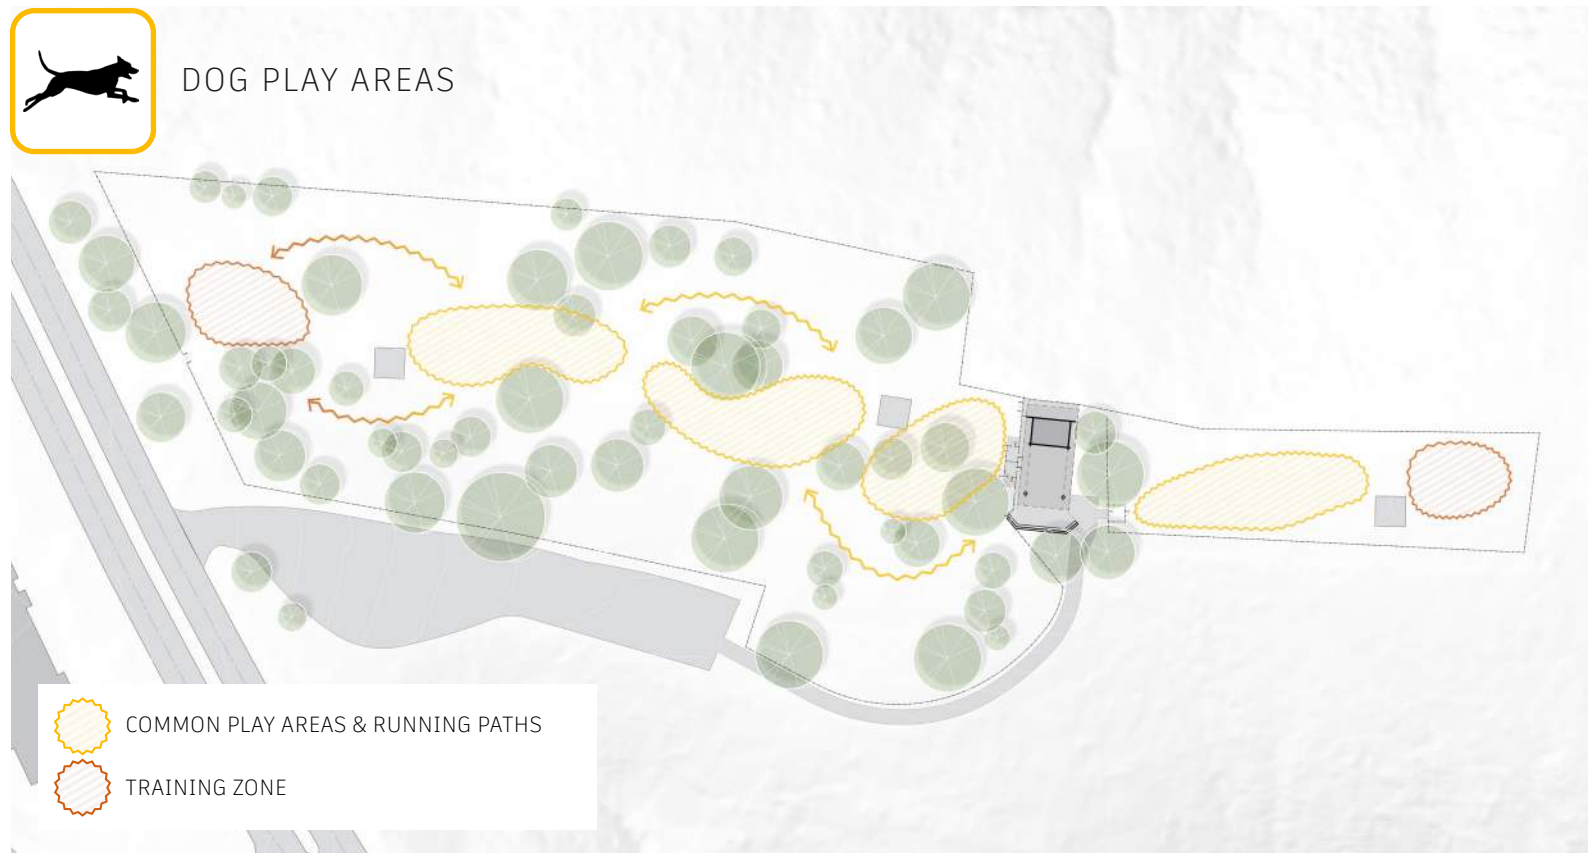 DOG PLAY AREAS
COMMON PLAY AREAS & RUNNING PATHS
TRAINING ZONE